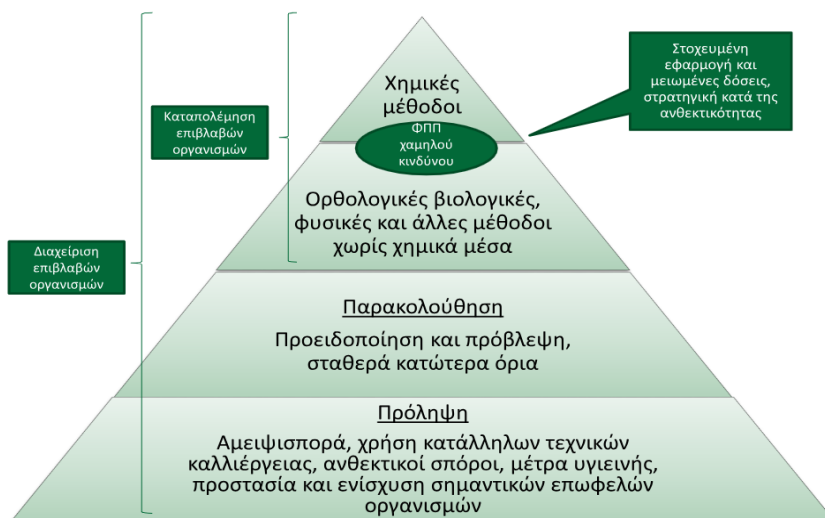 Χημικές
μέθοδοι
ΦΠΠ
χαμηλού
κινδύνου
Στοχευμένη
εφαρμογή και
μειωμένες δόσεις,
στρατηγική κατά της
ανθεκτικότητας
Καταπολέμηση
επιβλαβών
οργανισμών
Ορθολογικές βιολογικές,
φυσικές και άλλες μέθοδοι
χωρίς χημικά μέσα
Διαχείριση
επιβλαβών
οργανισμών
Παρακολούθηση
Προειδοποίηση και πρόβλεψη,
σταθερά κατώτερα όρια
Πρόληψη
Αμειψισπορά, χρήση κατάλληλων τεχνικών
καλλιέργειας, ανθεκτικοί σπόροι, μέτρα υγιεινής,
προστασία και ενίσχυση σημαντικών επωφελών
οργανισμών